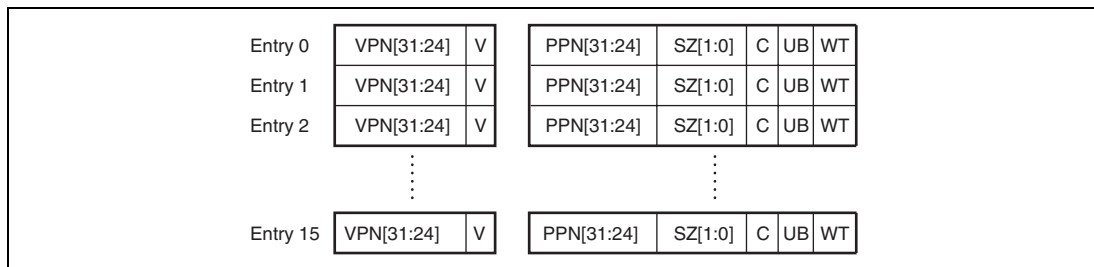 Entry 0 VPN[31:24] V PPN[31:24] SZ[1:0] C UB WT
Entry 1 VPN[31:24] V PPN[31:24] SZ[1:0] C UB WT
Entry 2 VPN[31:24] V PPN[31:24] SZ[1:0] C UB WT
Entry 15 VPN[31:24] V PPN[31:24] SZ[1:0] C UB WT